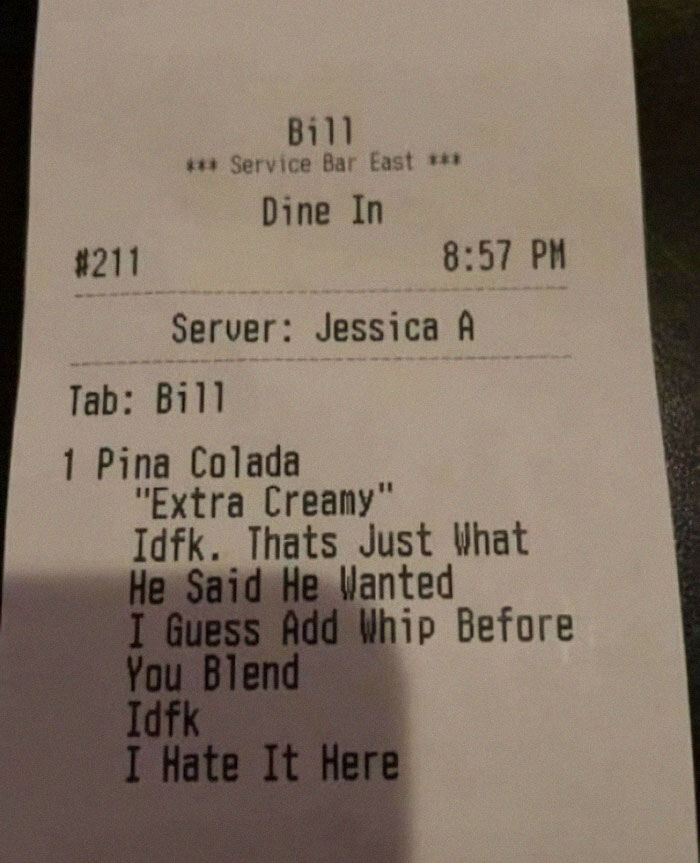 Bill
*** Service Bar East ***
Dine In
#211 8:57 PM
Server: Jessica A
Tab: Bill
1 Pina Colada
"Extra Creamy"
Idfk. Thats Just What
He Said He Wanted
I Guess Add Whip Before
You Blend
Idfk
I Hate It Here